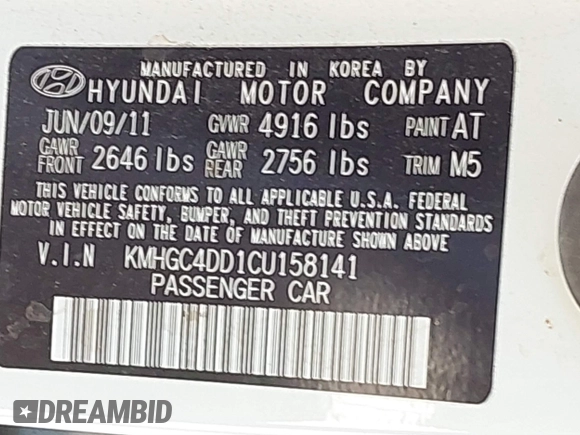 MANUFACTURED IN KOREA BY
HYUNDAI MOTOR COMPANY
JUN/09/11 GVWR 4916 lbs PAINT AT
GAWR FRONT 2646 lbs GAWR REAR 2756 lbs TRIM M5
THIS VEHICLE CONFORMS TO ALL APPLICABLE U.S.A. FEDERAL
MOTOR VEHICLE SAFETY, BUMPER, AND THEFT PREVENTION STANDARDS
IN EFFECT ON THE DATE OF MANUFACTURE SHOWN ABOVE
V.I.N KMHGC4DD1CU158141
PASSENGER CAR
DREAMBID